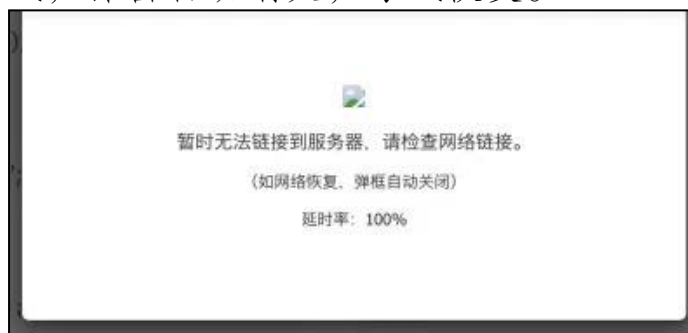 暂时无法链接到服务器，请检查网络链接。
（如网络恢复、弹框自动关闭）
延时率：100%